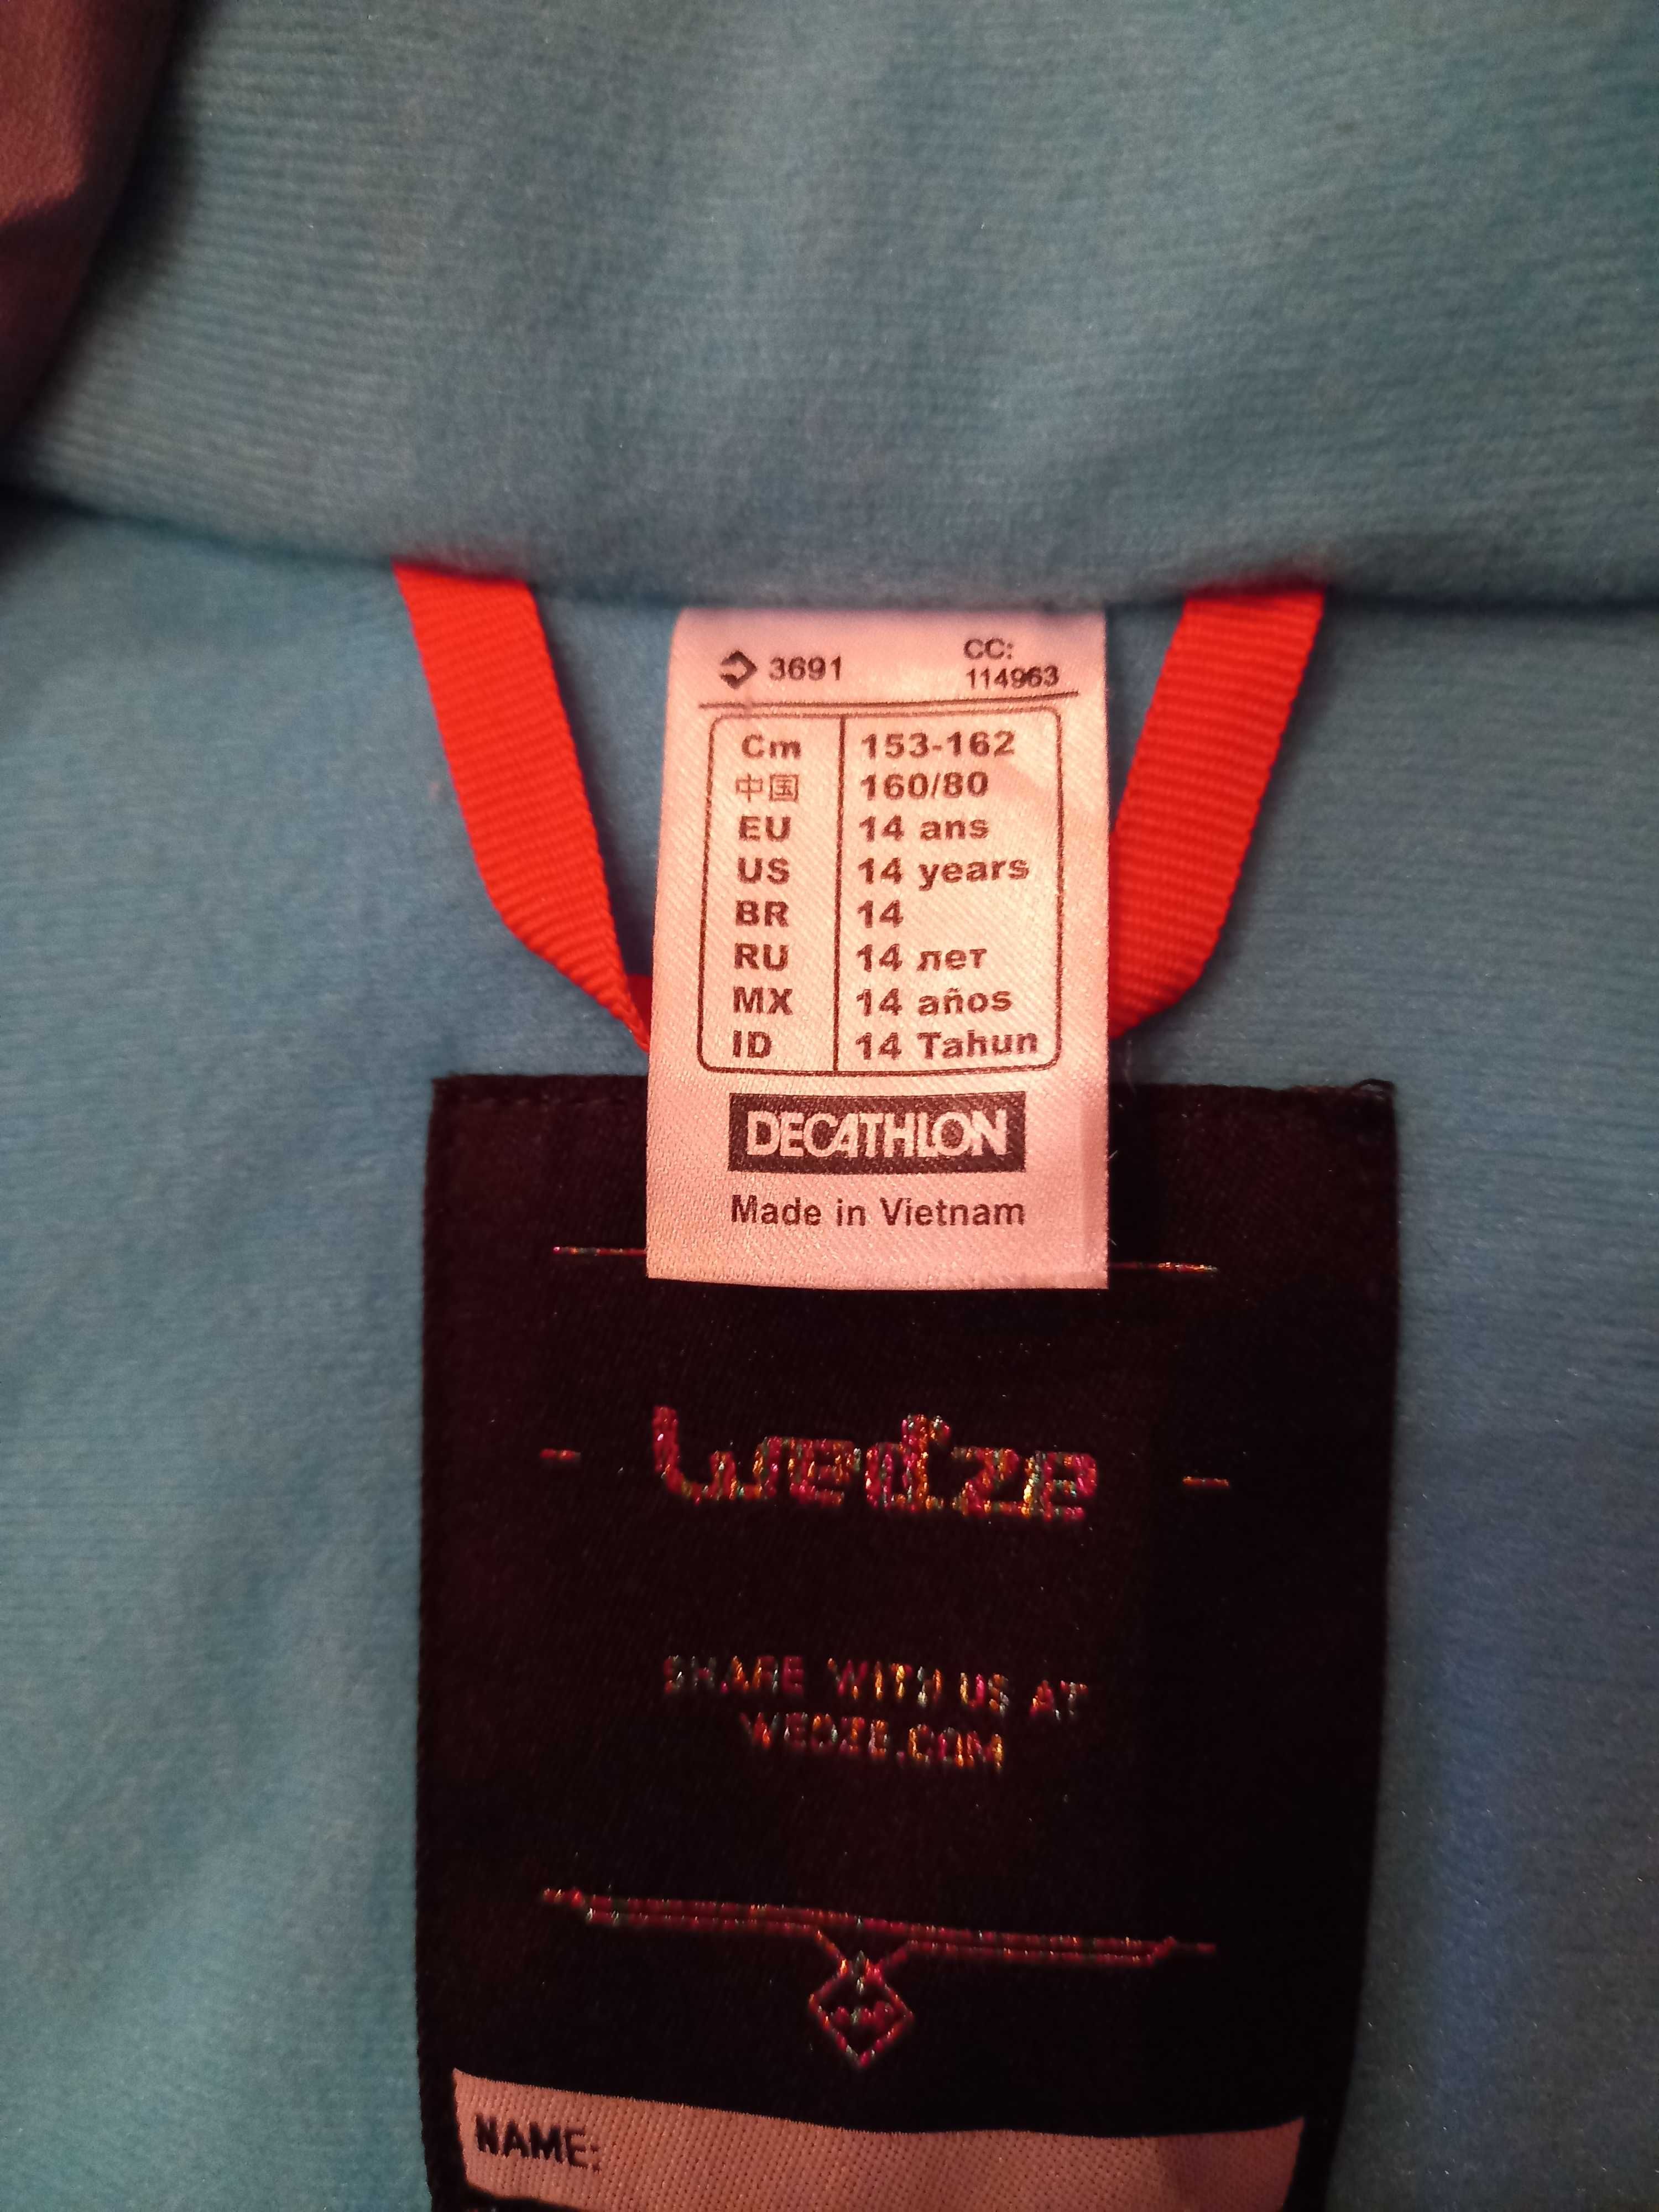 3691
CC:
114963
Cm 153-162
中国 160/80
EU 14 ans
US 14 years
BR 14
RU 14 лет
MX 14 años
ID 14 Tahun
DECATHLON
Made in Vietnam
wedze
SHARE WITH US AT
WEDZE.COM
NAME: